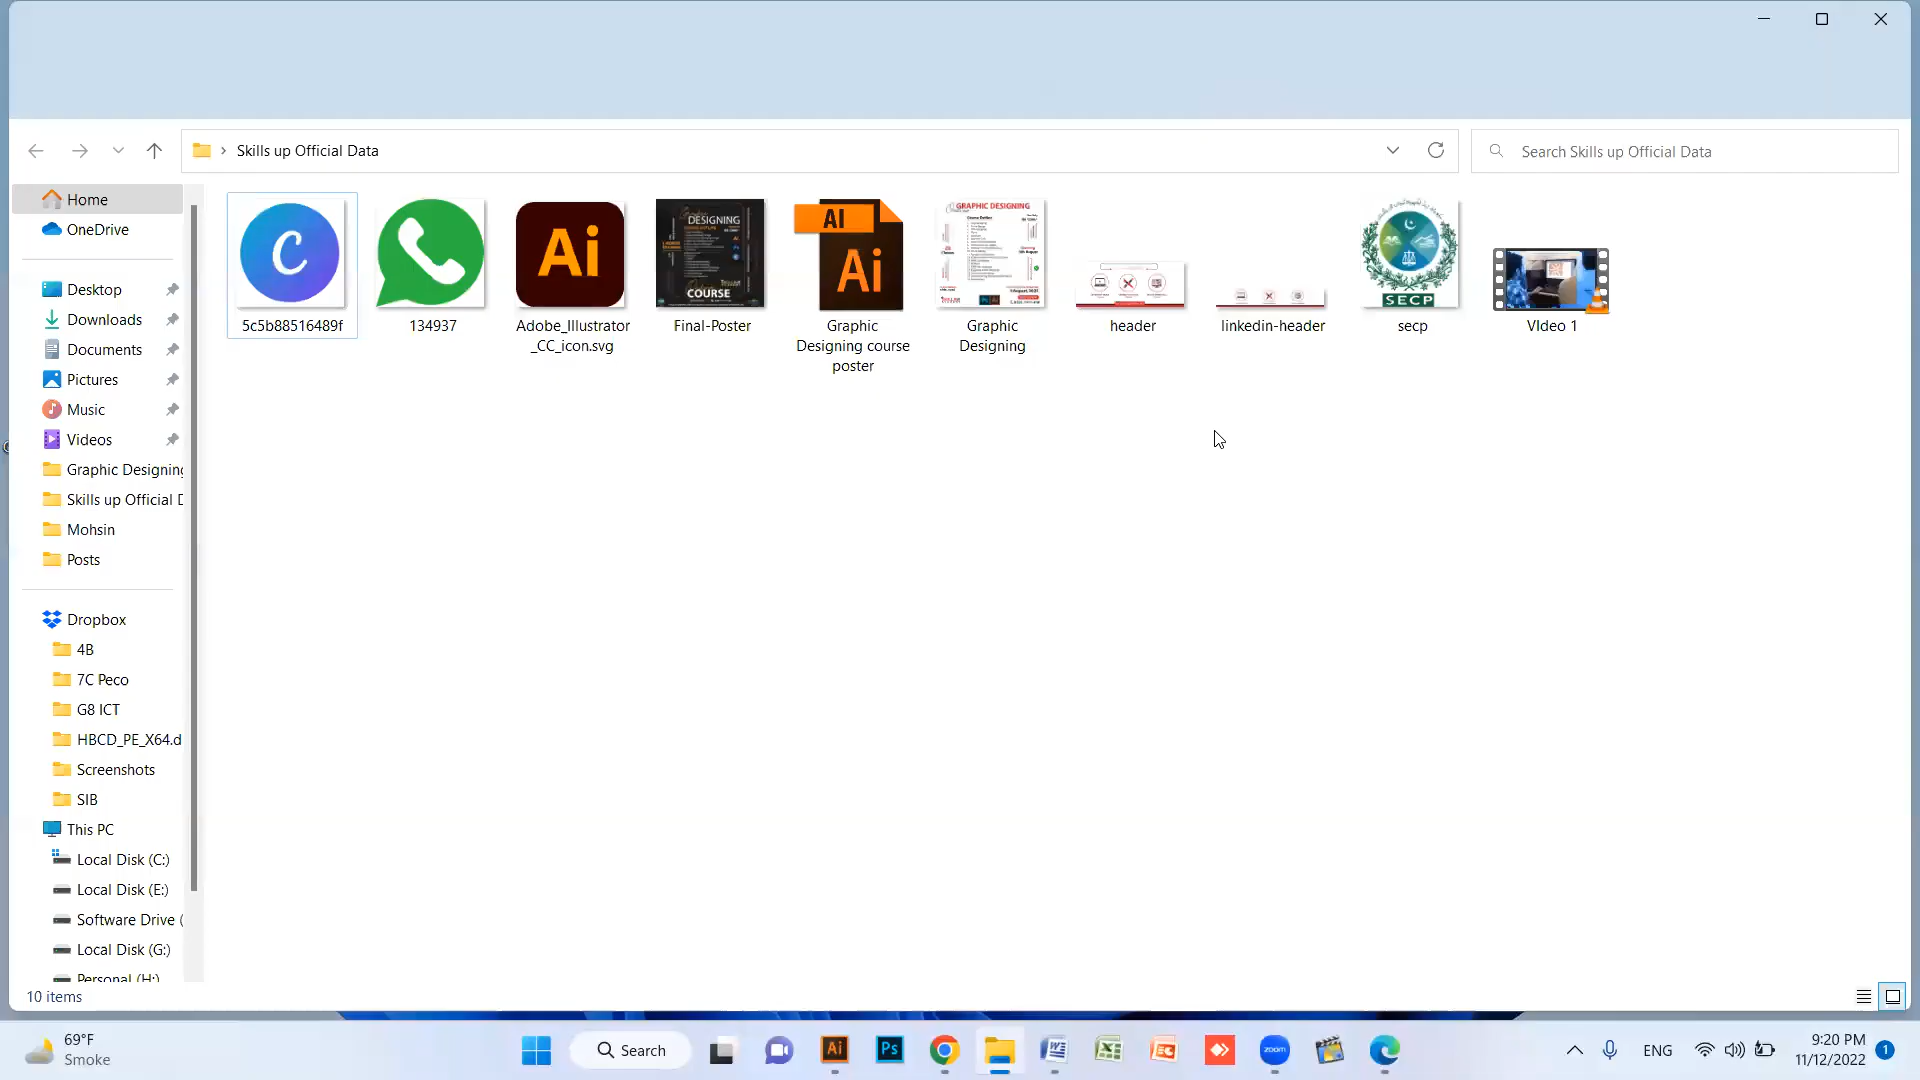 Skills up Official Data
Search Skills up Official Data
Home
OneDrive
Desktop
Downloads
Documents
Pictures
Music
Videos
Graphic Designing
Skills up Official D
Mohsin
Posts
Dropbox
4B
7C Peco
G8 ICT
HBCD_PE_X64.d
Screenshots
SIB
This PC
Local Disk (C:)
Local Disk (E:)
Software Drive (
Local Disk (G:)
Personal (H:)
C
5c5b88516489f
134937
Ai
Adobe_Illustrator
_CC_icon.svg
DESIGNING
COURSE
Final-Poster
AI
Ai
Graphic
Designing course
poster
GRAPHIC DESIGNING
Graphic
Designing
header
linkedin-header
SECP
secp
VIdeo 1
10 items
69°F
Smoke
Search
Ai
Ps
zoom
ENG
9:20 PM
11/12/2022
1